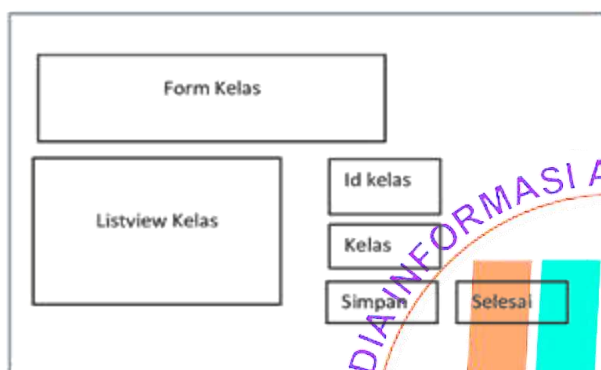 Form Kelas
Listview Kelas
Id kelas
Kelas
Simpan
Selesai
DIA INFORMASI A